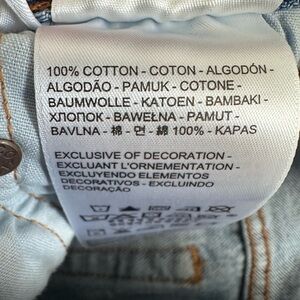 100% COTTON - COTON - ALGODÓN -
ALGODÃO - PAMUK - COTONE -
BAUMWOLLE - KATOEN - BAMBAKI -
ХЛОПОК - BAWEŁNA - PAMUT -
BAVLNA - 棉 - 면 - 綿 100% - KAPAS
EXCLUSIVE OF DECORATION -
EXCLUANT L'ORNEMENTATION -
EXCLUYENDO ELEMENTOS
DECORATIVOS - EXCLUINDO
DECORAÇÃO